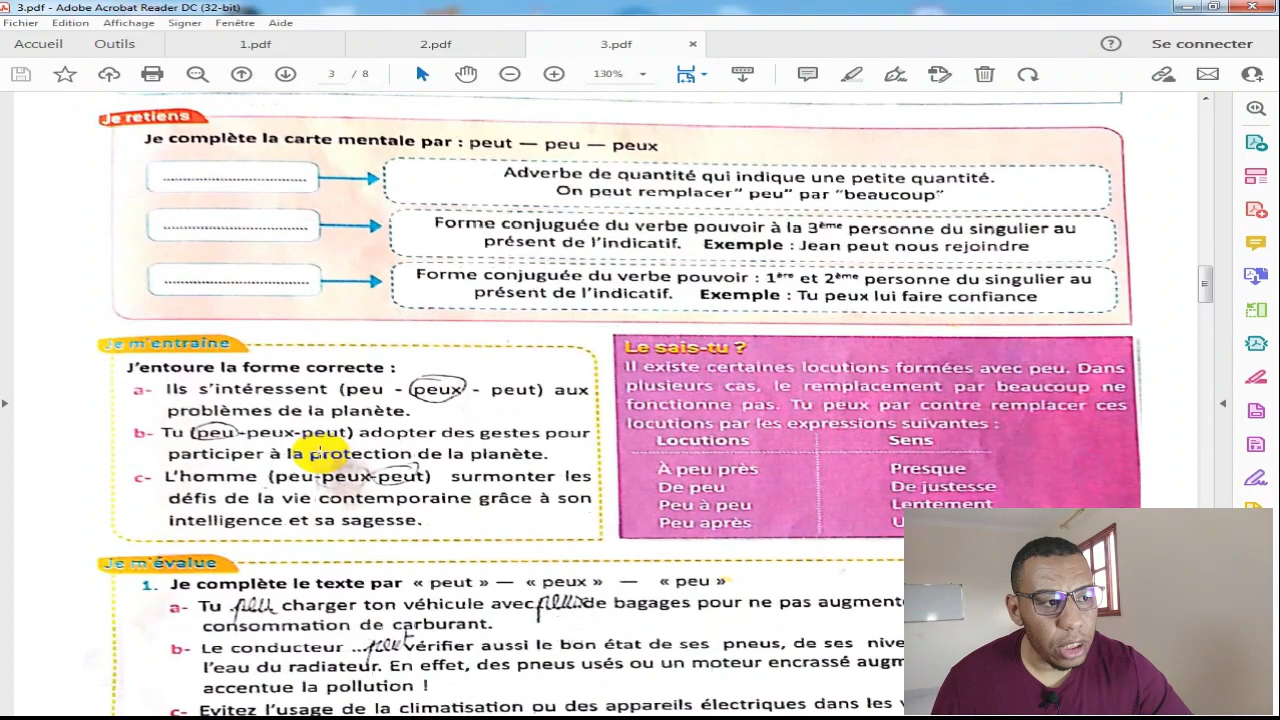 3.pdf - Adobe Acrobat Reader DC (32-bit)
Fichier Edition Affichage Signer Fenêtre Aide
Accueil Outils 1.pdf 2.pdf 3.pdf × Se connecter
3 / 8 130%
Je retiens
Je complète la carte mentale par : peut — peu — peux
Adverbe de quantité qui indique une petite quantité.
On peut remplacer" peu" par "beaucoup"
Forme conjuguée du verbe pouvoir à la 3ème personne du singulier au
présent de l'indicatif. Exemple : Jean peut nous rejoindre
Forme conjuguée du verbe pouvoir : 1ère et 2ème personne du singulier au
présent de l'indicatif. Exemple : Tu peux lui faire confiance
Je m'entraine
J'entoure la forme correcte :
a- Ils s'intéressent (peu - peux - peut) aux
problèmes de la planète.
b- Tu (peu-peux-peut) adopter des gestes pour
participer à la protection de la planète.
c- L'homme (peu-peux-peut) surmonter les
défis de la vie contemporaine grâce à son
intelligence et sa sagesse.
Le sais-tu ?
Il existe certaines locutions formées avec peu. Dans
plusieurs cas, le remplacement par beaucoup ne
fonctionne pas. Tu peux par contre remplacer ces
locutions par les expressions suivantes :
Locutions Sens
À peu près Presque
De peu De justesse
Peu à peu Lentement
Peu après
Je m'évalue
1. Je complète le texte par « peut » — « peux » — « peu »
a- Tu peu charger ton véhicule avec peux de bagages pour ne pas augmente
consommation de carburant.
b- Le conducteur ... peut vérifier aussi le bon état de ses pneus, de ses nive
l'eau du radiateur. En effet, des pneus usés ou un moteur encrassé augm
accentue la pollution !
c- Evitez l'usage de la climatisation ou des appareils électriques dans les